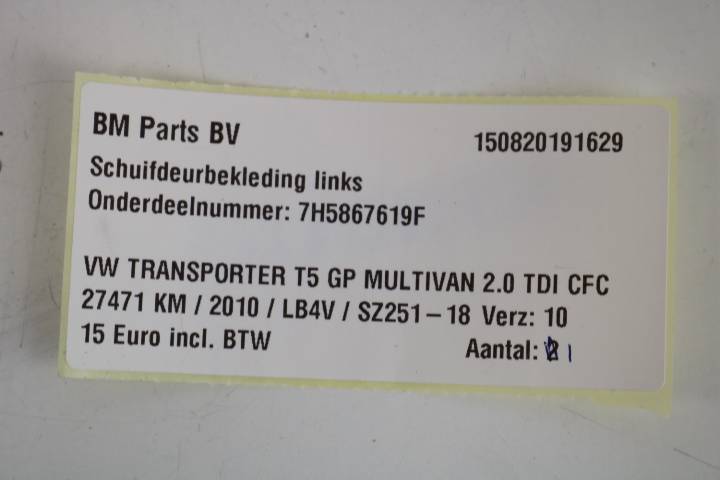 BM Parts BV 150820191629
Schuifdeurbekleding links
Onderdeelnummer: 7H5867619F
VW TRANSPORTER T5 GP MULTIVAN 2.0 TDI CFC
27471 KM / 2010 / LB4V / SZ251-18 Verz: 10
15 Euro incl. BTW Aantal: 1